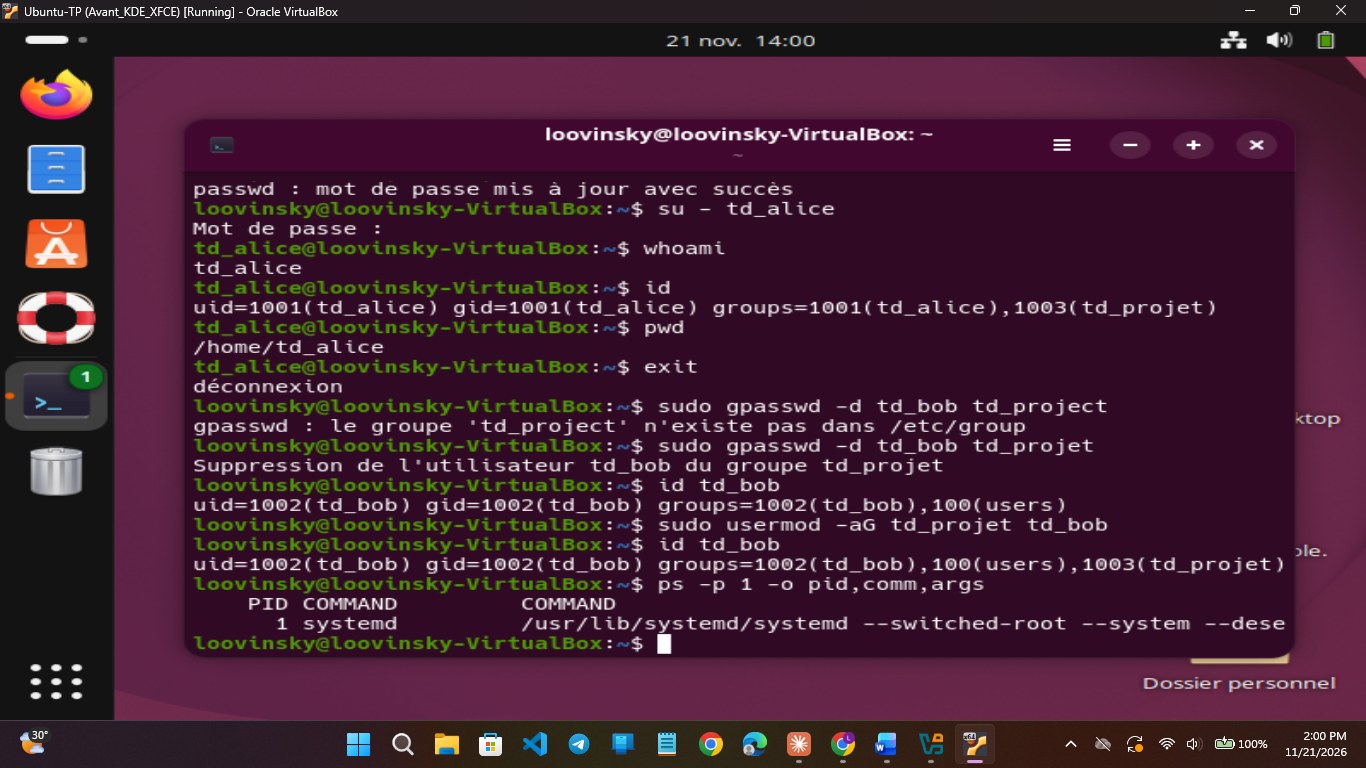 Ubuntu-TP (Avant_KDE_XFCE) [Running] - Oracle VirtualBox
21 nov.  14:00
loovinsky@loovinsky-VirtualBox: ~
~
passwd : mot de passe mis à jour avec succès
loovinsky@loovinsky-VirtualBox:~$ su - td_alice
Mot de passe :
td_alice@loovinsky-VirtualBox:~$ whoami
td_alice
td_alice@loovinsky-VirtualBox:~$ id
uid=1001(td_alice) gid=1001(td_alice) groups=1001(td_alice),1003(td_projet)
td_alice@loovinsky-VirtualBox:~$ pwd
/home/td_alice
td_alice@loovinsky-VirtualBox:~$ exit
déconnexion
loovinsky@loovinsky-VirtualBox:~$ sudo gpasswd -d td_bob td_project
gpasswd : le groupe 'td_project' n'existe pas dans /etc/group
loovinsky@loovinsky-VirtualBox:~$ sudo gpasswd -d td_bob td_projet
Suppression de l'utilisateur td_bob du groupe td_projet
loovinsky@loovinsky-VirtualBox:~$ id td_bob
uid=1002(td_bob) gid=1002(td_bob) groups=1002(td_bob),100(users)
loovinsky@loovinsky-VirtualBox:~$ sudo usermod -aG td_projet td_bob
loovinsky@loovinsky-VirtualBox:~$ id td_bob
uid=1002(td_bob) gid=1002(td_bob) groups=1002(td_bob),100(users),1003(td_projet)
loovinsky@loovinsky-VirtualBox:~$ ps -p 1 -o pid,comm,args
PID COMMAND         COMMAND
1 systemd         /usr/lib/systemd/systemd --switched-root --system --dese
loovinsky@loovinsky-VirtualBox:~$
1
ktop
ole.
Dossier personnel
30°
100%
2:00 PM
11/21/2026